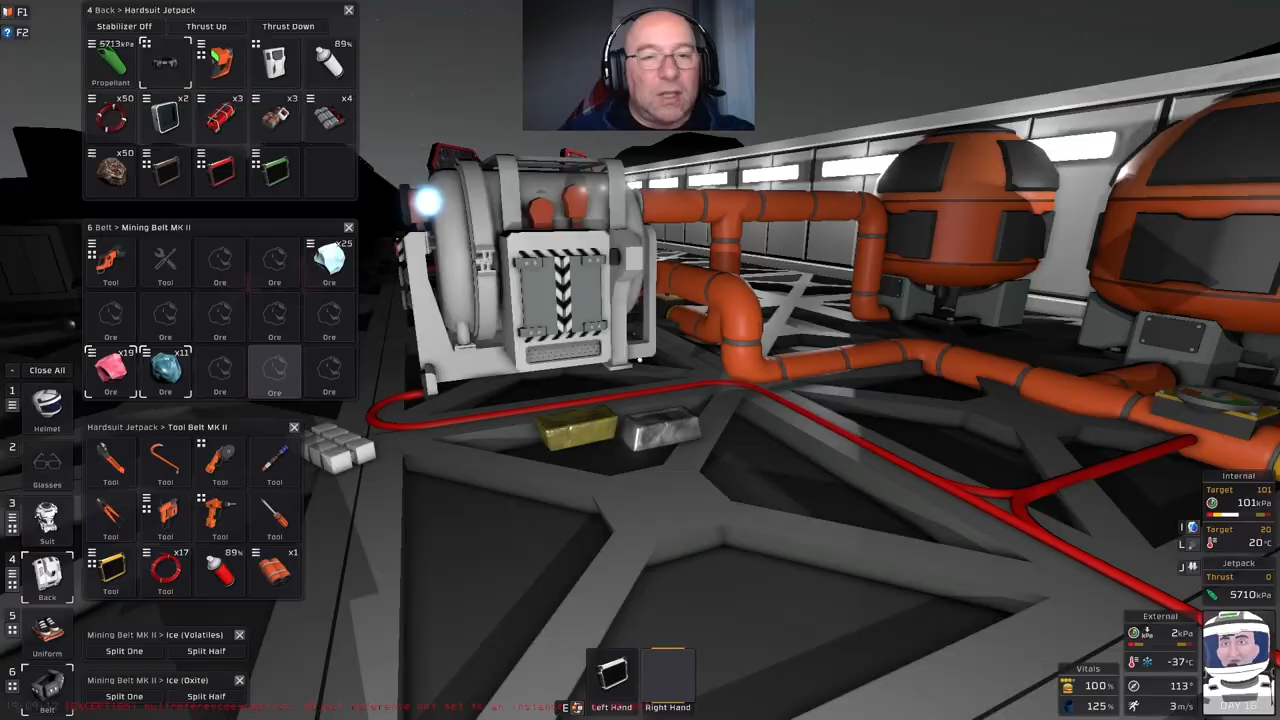 F1
F2
4 Back > Hardsuit Jetpack
Stabilizer Off Thrust Up Thrust Down
5713kPa 89%
Propellant
x50 x2 x3 x3 x4
x50
6 Belt > Mining Belt MK II
x25
Tool Tool Ore Ore Ore
Ore Ore Ore Ore Ore
x19 x11
Ore Ore Ore Ore Ore
- Close All
1
Helmet
2
Glasses
3
Suit
4
Back
5
Uniform
6
Belt
Hardsuit Jetpack > Tool Belt MK II
Tool Tool Tool Tool
Tool Tool Tool Tool
x17 89% x1
Tool Tool
Mining Belt MK II > Ice (Volatiles)
Split One Split Half
Mining Belt MK II > Ice (Oxite)
Split One Split Half
E Left Hand Right Hand
Internal
Target 101
101kPa
Target 20
20°C
I
L
J
Jetpack
Thrust 0
5710kPa
External
kPa 2kPa
-37°C
113°
3m/s
Vitals
100%
125%
DAY 16